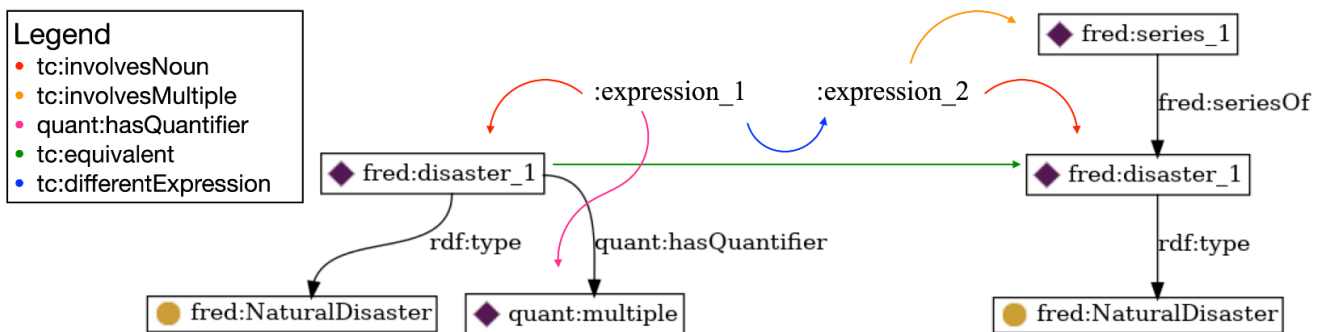 Legend
• tc:involvesNoun
• tc:involvesMultiple
• quant:hasQuantifier
• tc:equivalent
• tc:differentExpression
fred:series_1
:expression_1
:expression_2
fred:seriesOf
fred:disaster_1
fred:disaster_1
rdf:type
quant:hasQuantifier
rdf:type
fred:NaturalDisaster
quant:multiple
fred:NaturalDisaster